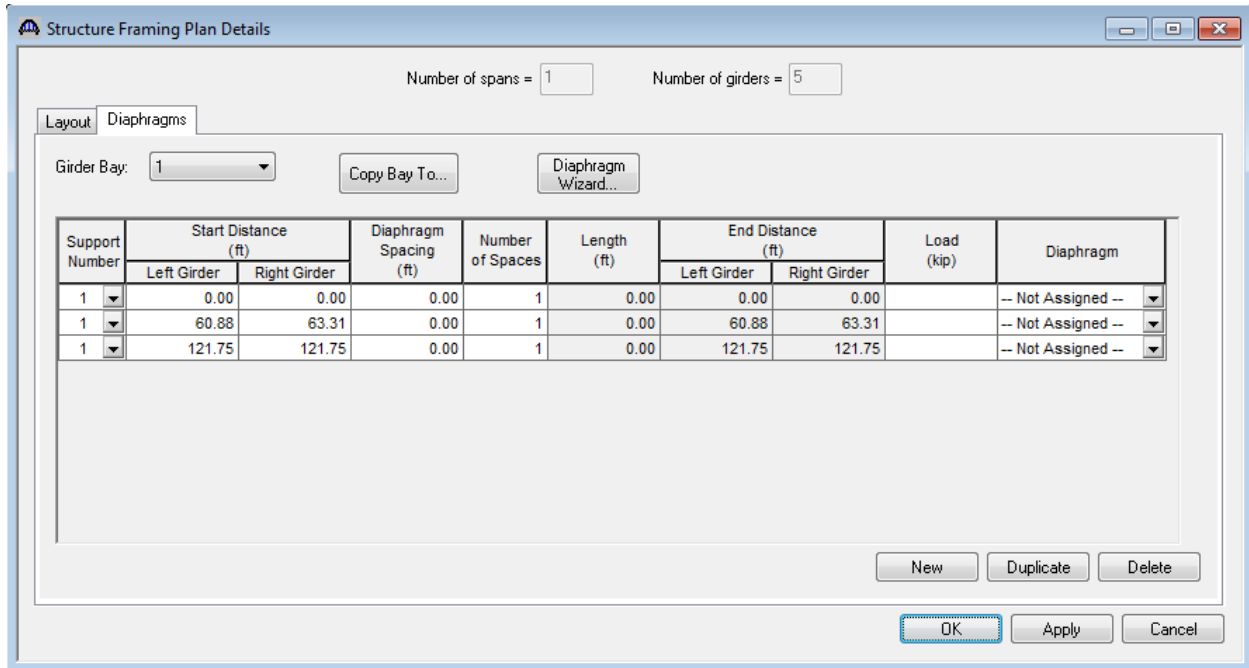 Structure Framing Plan Details
Number of spans = 1 Number of girders = 5
Layout Diaphragms
Girder Bay: 1 Copy Bay To... Diaphragm
Wizard...
Support
Number Start Distance
(ft) Diaphragm
Spacing
(ft) Number
of Spaces Length
(ft) End Distance
(ft) Load
(kip) Diaphragm
Left Girder Right Girder Left Girder Right Girder
1 0.00 0.00 0.00 1 0.00 0.00 0.00 -- Not Assigned --
1 60.88 63.31 0.00 1 0.00 60.88 63.31 -- Not Assigned --
1 121.75 121.75 0.00 1 0.00 121.75 121.75 -- Not Assigned --
New Duplicate Delete
OK Apply Cancel